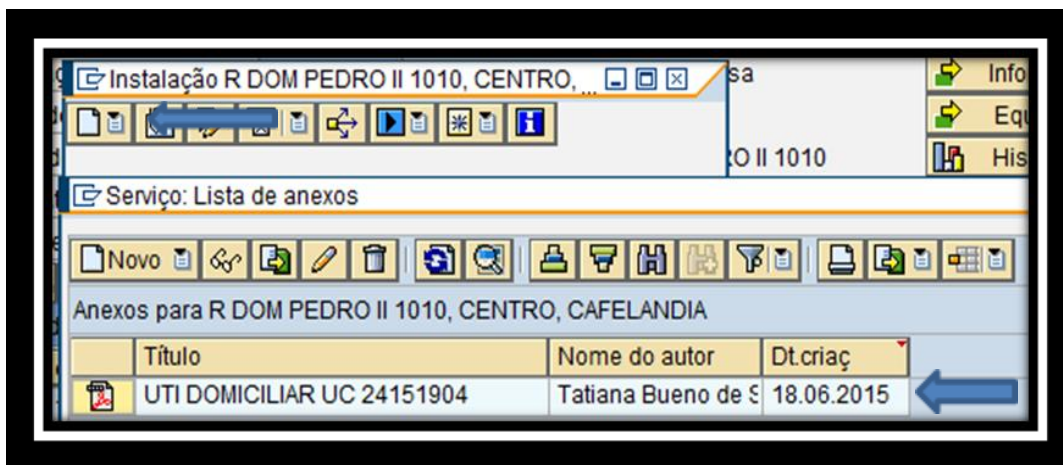 Instalação R DOM PEDRO II 1010, CENTRO, ...
sa
Info
Equ
O II 1010
His
Serviço: Lista de anexos
Novo
Anexos para R DOM PEDRO II 1010, CENTRO, CAFELANDIA
Título Nome do autor Dt.criaç
UTI DOMICILIAR UC 24151904 Tatiana Bueno de S 18.06.2015